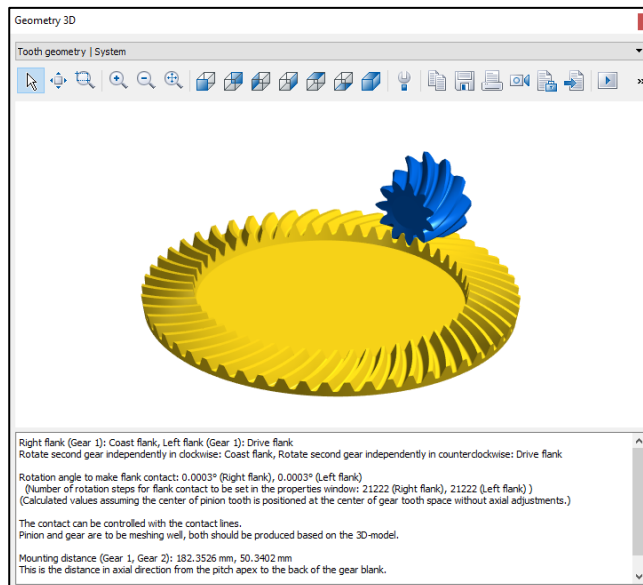 Geometry 3D
Tooth geometry | System
Right flank (Gear 1): Coast flank, Left flank (Gear 1): Drive flank
Rotate second gear independently in clockwise: Coast flank, Rotate second gear independently in counterclockwise: Drive flank
Rotation angle to make flank contact: 0.0003° (Right flank), 0.0003° (Left flank)
(Number of rotation steps for flank contact to be set in the properties window: 21222 (Right flank), 21222 (Left flank) )
(Calculated values assuming the center of pinion tooth is positioned at the center of gear tooth space without axial adjustments.)
The contact can be controlled with the contact lines.
Pinion and gear are to be meshing well, both should be produced based on the 3D-model.
Mounting distance (Gear 1, Gear 2): 182.3526 mm, 50.3402 mm
This is the distance in axial direction from the pitch apex to the back of the gear blank.